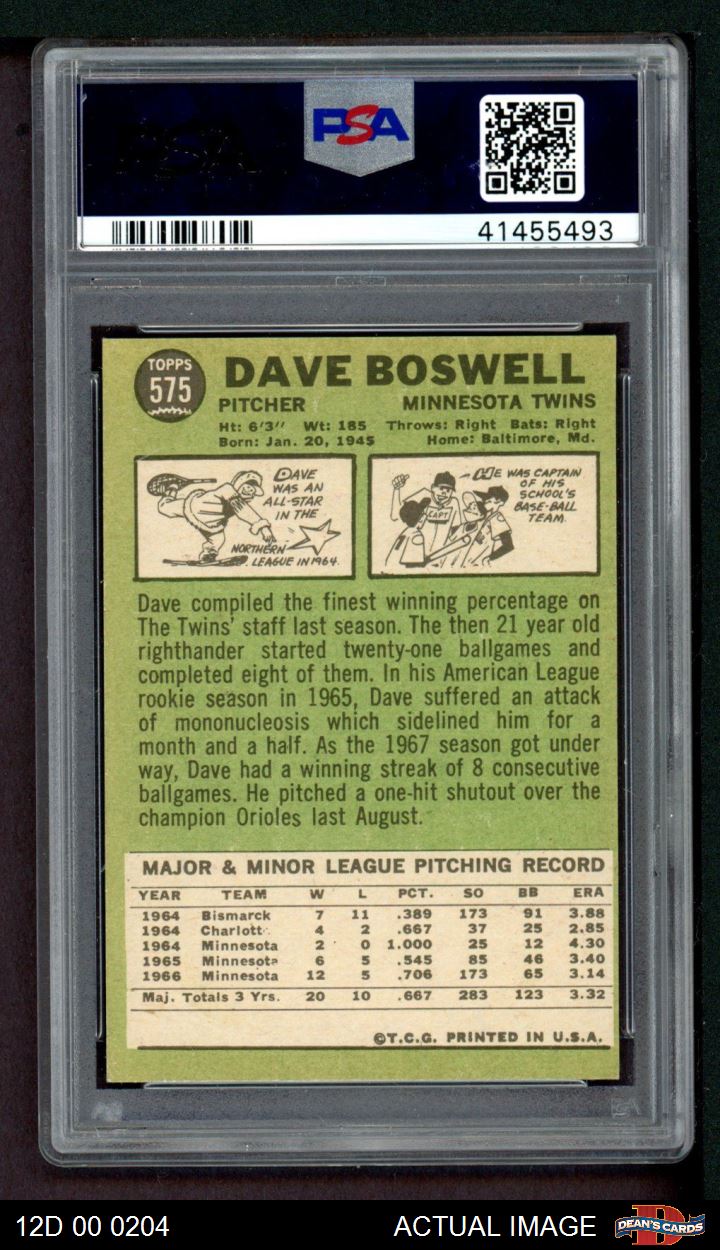 PSA
41455493
TOPPS
575
DAVE BOSWELL
PITCHER MINNESOTA TWINS
Ht: 6'3" Wt: 185 Throws: Right Bats: Right
Born: Jan. 20, 1945 Home: Baltimore, Md.
DAVE
WAS AN
ALL-STAR
IN THE
NORTHERN
LEAGUE IN 1964.
HE WAS CAPTAIN
OF HIS
SCHOOL'S
BASE-BALL
TEAM.
CAPT
Dave compiled the finest winning percentage on
The Twins' staff last season. The then 21 year old
righthander started twenty-one ballgames and
completed eight of them. In his American League
rookie season in 1965, Dave suffered an attack
of mononucleosis which sidelined him for a
month and a half. As the 1967 season got under
way, Dave had a winning streak of 8 consecutive
ballgames. He pitched a one-hit shutout over the
champion Orioles last August.
MAJOR & MINOR LEAGUE PITCHING RECORD
YEAR TEAM W L PCT. SO BB ERA
1964 Bismarck 7 11 .389 173 91 3.88
1964 Charlott 4 2 .667 37 25 2.85
1964 Minnesota 2 0 1.000 25 12 4.30
1965 Minnesota 6 5 .545 85 46 3.40
1966 Minnesota 12 5 .706 173 65 3.14
Maj. Totals 3 Yrs. 20 10 .667 283 123 3.32
©T.C.G. PRINTED IN U.S.A.
12D 00 0204 ACTUAL IMAGE DEAN'S CARDS